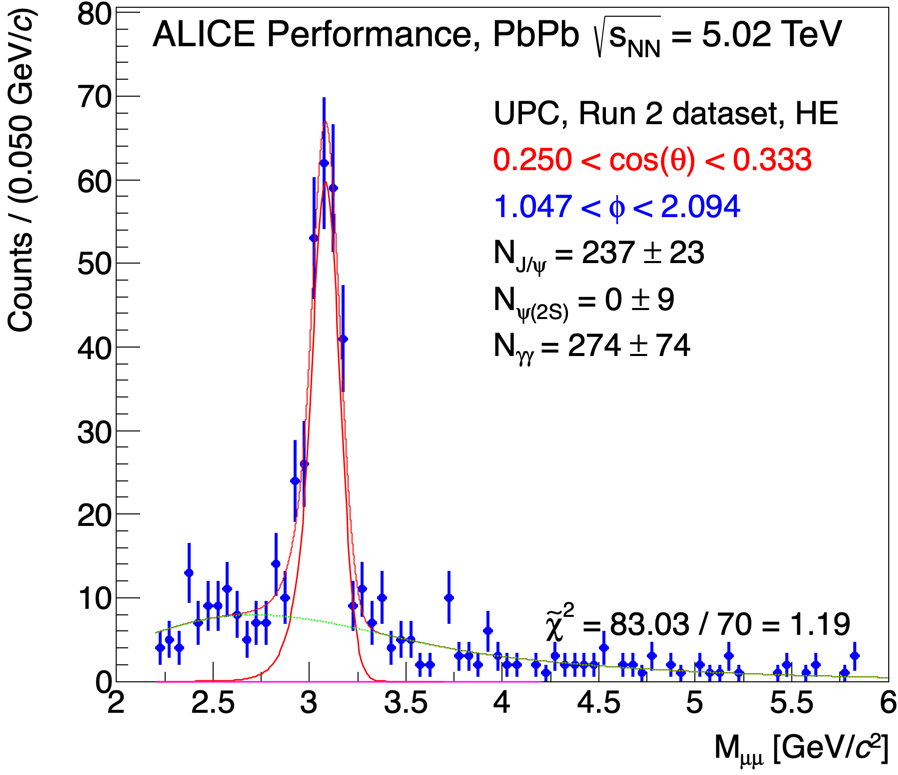 ALICE Performance, PbPb √sNN = 5.02 TeV
UPC, Run 2 dataset, HE
0.250 < cos(θ) < 0.333
1.047 < ϕ < 2.094
NJ/ψ = 237 ± 23
Nψ(2S) = 0 ± 9
Nγγ = 274 ± 74
χ̃² = 83.03 / 70 = 1.19
Counts / (0.050 GeV/c)
80
70
60
50
40
30
20
10
0
2 2.5 3 3.5 4 4.5 5 5.5 6
Mμμ [GeV/c²]